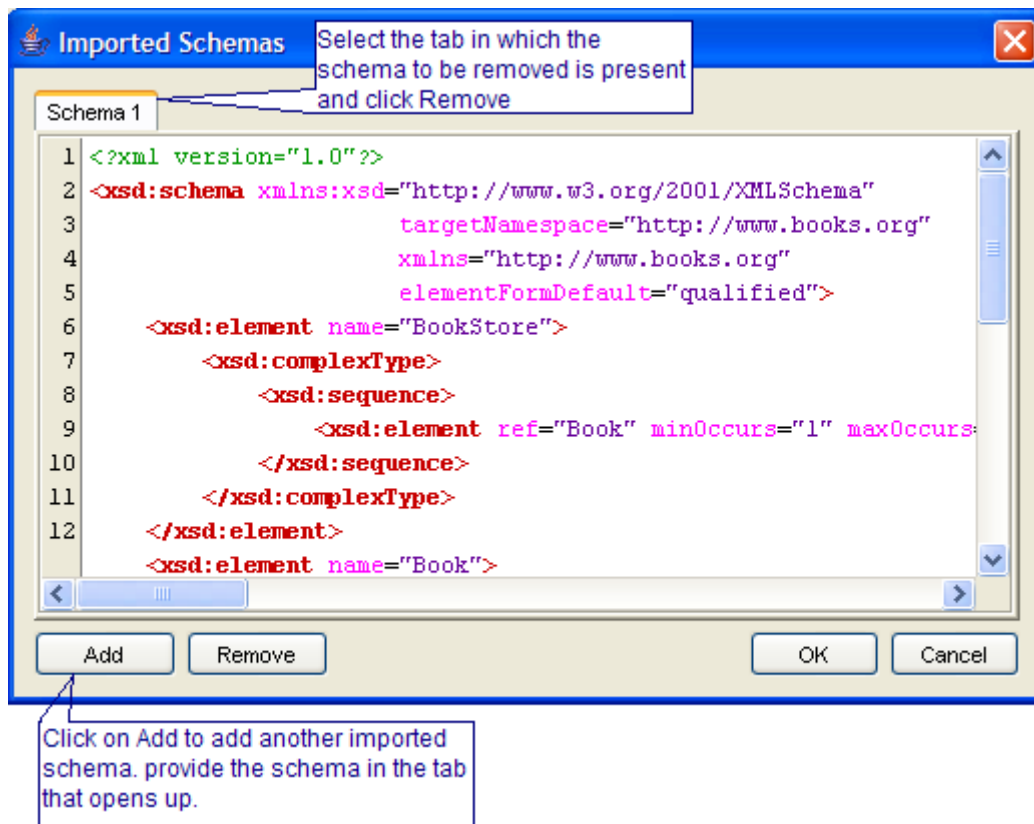 Imported Schemas
Select the tab in which the
schema to be removed is present
and click Remove
Schema 1
1 <?xml version="1.0"?>
2 <xsd:schema xmlns:xsd="http://www.w3.org/2001/XMLSchema"
3 targetNamespace="http://www.books.org"
4 xmlns="http://www.books.org"
5 elementFormDefault="qualified">
6 <xsd:element name="BookStore">
7 <xsd:complexType>
8 <xsd:sequence>
9 <xsd:element ref="Book" minOccurs="1" maxOccurs=
10 </xsd:sequence>
11 </xsd:complexType>
12 </xsd:element>
<xsd:element name="Book">
Add Remove OK Cancel
Click on Add to add another imported
schema. provide the schema in the tab
that opens up.